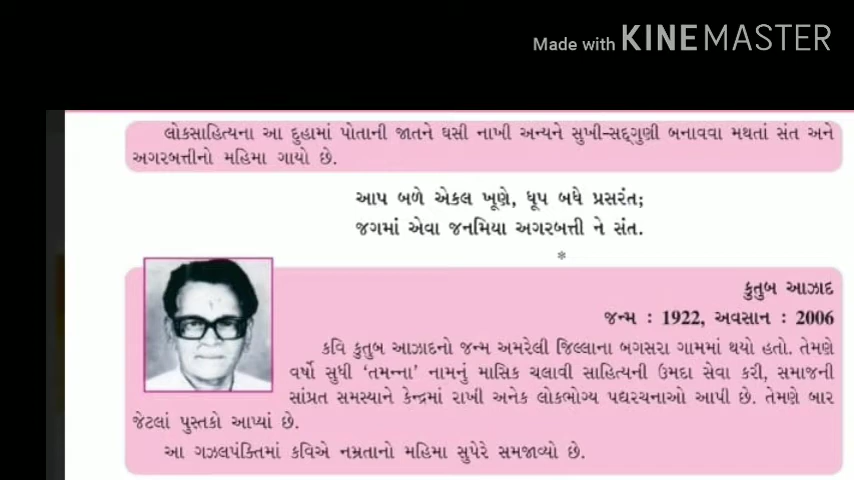 Made with KINEMASTER
લોકસાહિત્યના આ દુહામાં પોતાની જાતને ઘસી નાખી અન્યને સુખી-સદ્ગુણી બનાવવા મથતાં સંત અને
અગરબત્તીનો મહિમા ગાયો છે.
આપ બળે એકલ ખૂણે, ધૂપ બધે પ્રસરંત;
જગમાં એવા જનમિયા અગરબત્તી ને સંત.
*
કુતુબ આઝાદ
જન્મ : 1922, અવસાન : 2006
કવિ કુતુબ આઝાદનો જન્મ અમરેલી જિલ્લાના બગસરા ગામમાં થયો હતો. તેમણે
વર્ષો સુધી ‘તમન્ના’ નામનું માસિક ચલાવી સાહિત્યની ઉમદા સેવા કરી, સમાજની
સાંપ્રત સમસ્યાને કેન્દ્રમાં રાખી અનેક લોકભોગ્ય પદ્યરચનાઓ આપી છે. તેમણે બાર
જેટલાં પુસ્તકો આપ્યાં છે.
આ ગઝલપંક્તિમાં કવિએ નમ્રતાનો મહિમા સુપેરે સમજાવ્યો છે.